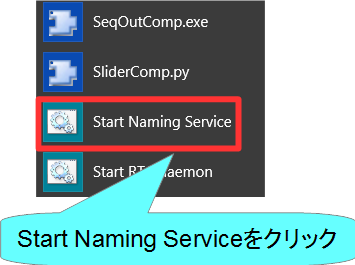 SeqOutComp.exe
SliderComp.py
Start Naming Service
Start RT aemon
Start Naming Serviceをクリック